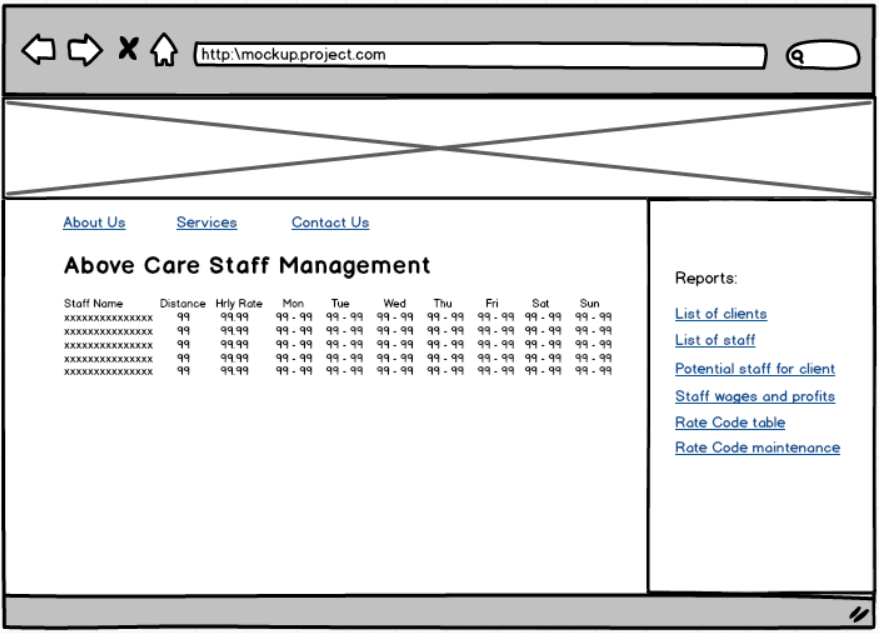 http:\mockup.project.com
About Us Services Contact Us
Above Care Staff Management
Staff Name Distance Hrly Rate Mon Tue Wed Thu Fri Sat Sun
xxxxxxxxxxxxxxx 99 99.99 99 - 99 99 - 99 99 - 99 99 - 99 99 - 99 99 - 99 99 - 99
xxxxxxxxxxxxxxx 99 99.99 99 - 99 99 - 99 99 - 99 99 - 99 99 - 99 99 - 99 99 - 99
xxxxxxxxxxxxxxx 99 99.99 99 - 99 99 - 99 99 - 99 99 - 99 99 - 99 99 - 99 99 - 99
xxxxxxxxxxxxxxx 99 99.99 99 - 99 99 - 99 99 - 99 99 - 99 99 - 99 99 - 99 99 - 99
xxxxxxxxxxxxxxx 99 99.99 99 - 99 99 - 99 99 - 99 99 - 99 99 - 99 99 - 99 99 - 99
Reports:
List of clients
List of staff
Potential staff for client
Staff wages and profits
Rate Code table
Rate Code maintenance